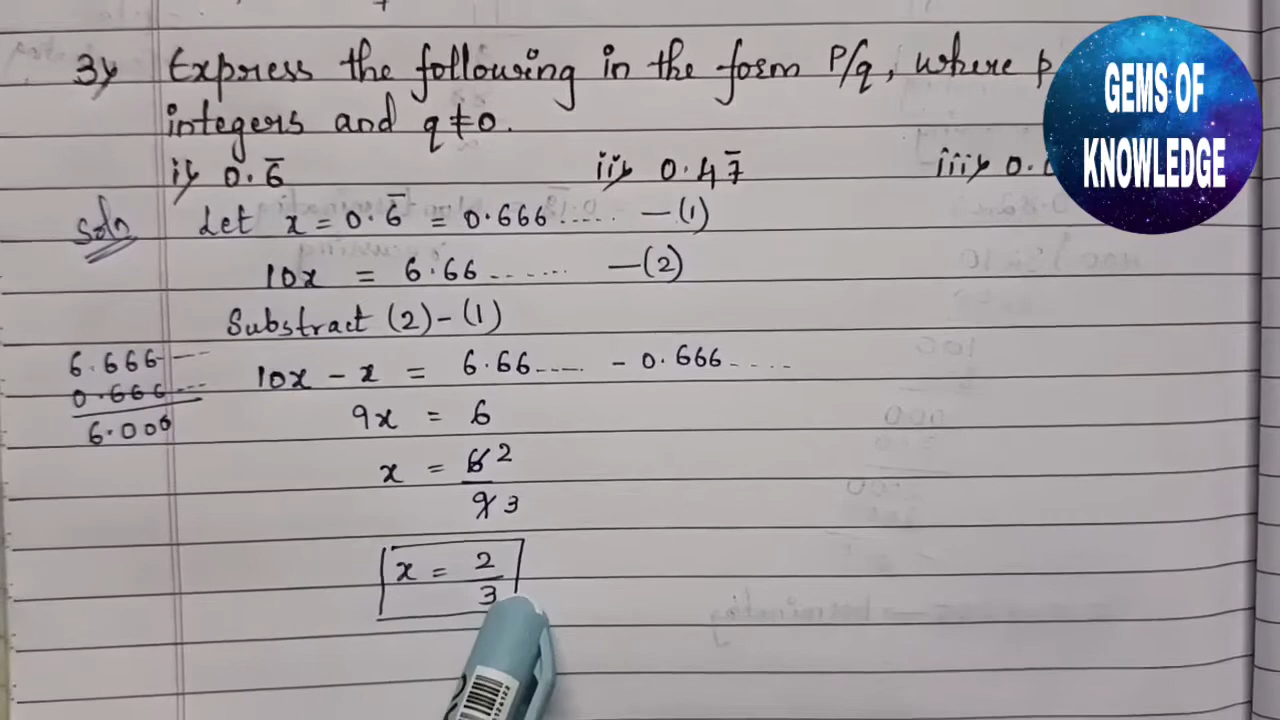 3) Express the following in the form P/q, where p
integers and q≠0.
i) 0.6̅ ii) 0.47̅ iii) 0.
Soln Let x = 0.6̅ = 0.666..... —(1)
10x = 6.66...... —(2)
Substract (2)-(1)
6.666---
0.666---
6.000
10x - x = 6.66..... - 0.666.....
9x = 6
x = 6 2
9 3
x = 2
3
GEMS OF
KNOWLEDGE